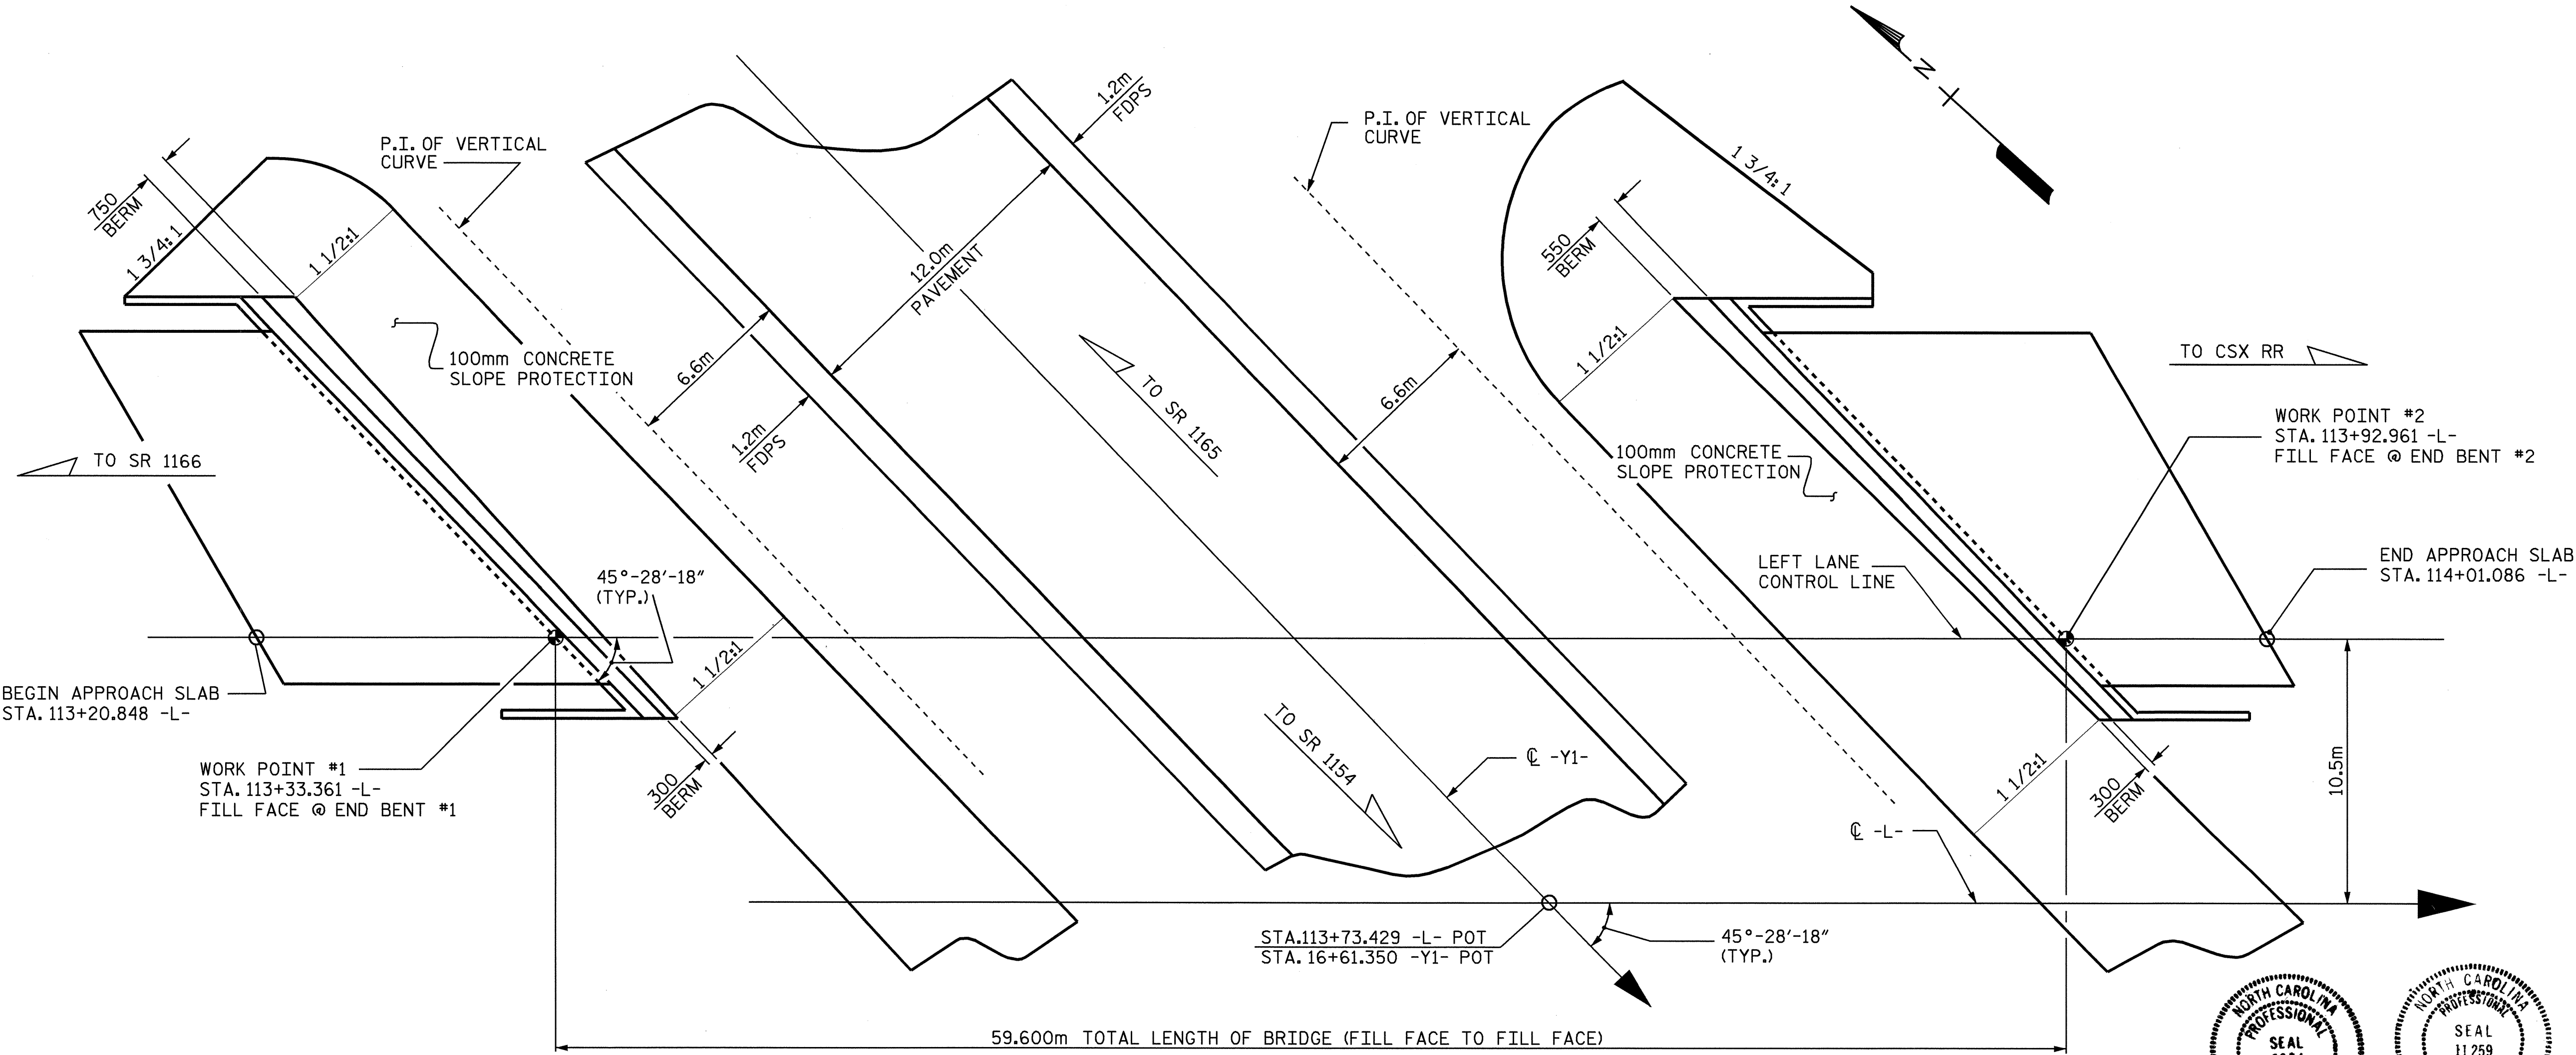 N
1.2m
FDPS
P.I. OF VERTICAL
CURVE
P.I. OF VERTICAL
CURVE
1 3/4:1
750
BERM
1 3/4:1
1 1/2:1
12.0m
PAVEMENT
550
BERM
1 1/2:1
100mm CONCRETE
SLOPE PROTECTION
6.6m
TO SR 1165
6.6m
TO CSX RR
WORK POINT #2
STA. 113+92.961 -L-
FILL FACE @ END BENT #2
TO SR 1166
1.2m
FDPS
100mm CONCRETE
SLOPE PROTECTION
45°-28'-18"
(TYP.)
LEFT LANE
CONTROL LINE
END APPROACH SLAB
STA. 114+01.086 -L-
BEGIN APPROACH SLAB
STA. 113+20.848 -L-
1 1/2:1
TO SR 1154
℄ -Y1-
WORK POINT #1
STA. 113+33.361 -L-
FILL FACE @ END BENT #1
300
BERM
1 1/2:1
300
BERM
10.5m
℄ -L-
STA.113+73.429 -L- POT
STA. 16+61.350 -Y1- POT
45°-28'-18"
(TYP.)
59.600m TOTAL LENGTH OF BRIDGE (FILL FACE TO FILL FACE)
NORTH CAROLINA
PROFESSIONAL
SEAL
NORTH CAROLINA
PROFESSIONAL
SEAL
11259